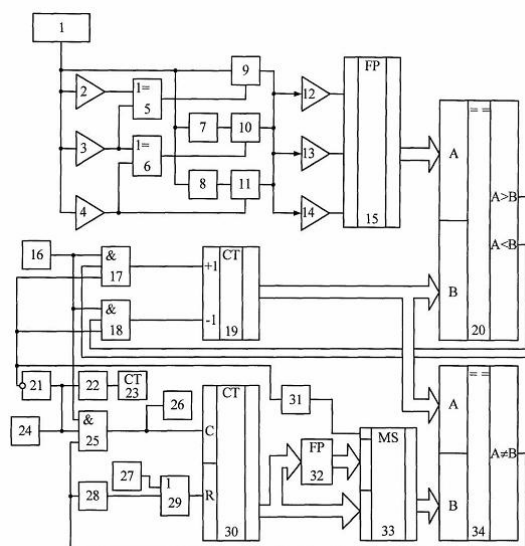 1
2
1=
5
9
12
FP
3
1=
6
7
10
13
4
8
11
14
15
= =
A
A>B
A<B
B
20
16
&
17
+1
CT
&
18
-1
19
21
22
CT
23
26
CT
31
24
&
25
C
FP
32
MS
27
28
1
29
R
30
33
= =
A
A≠B
B
34